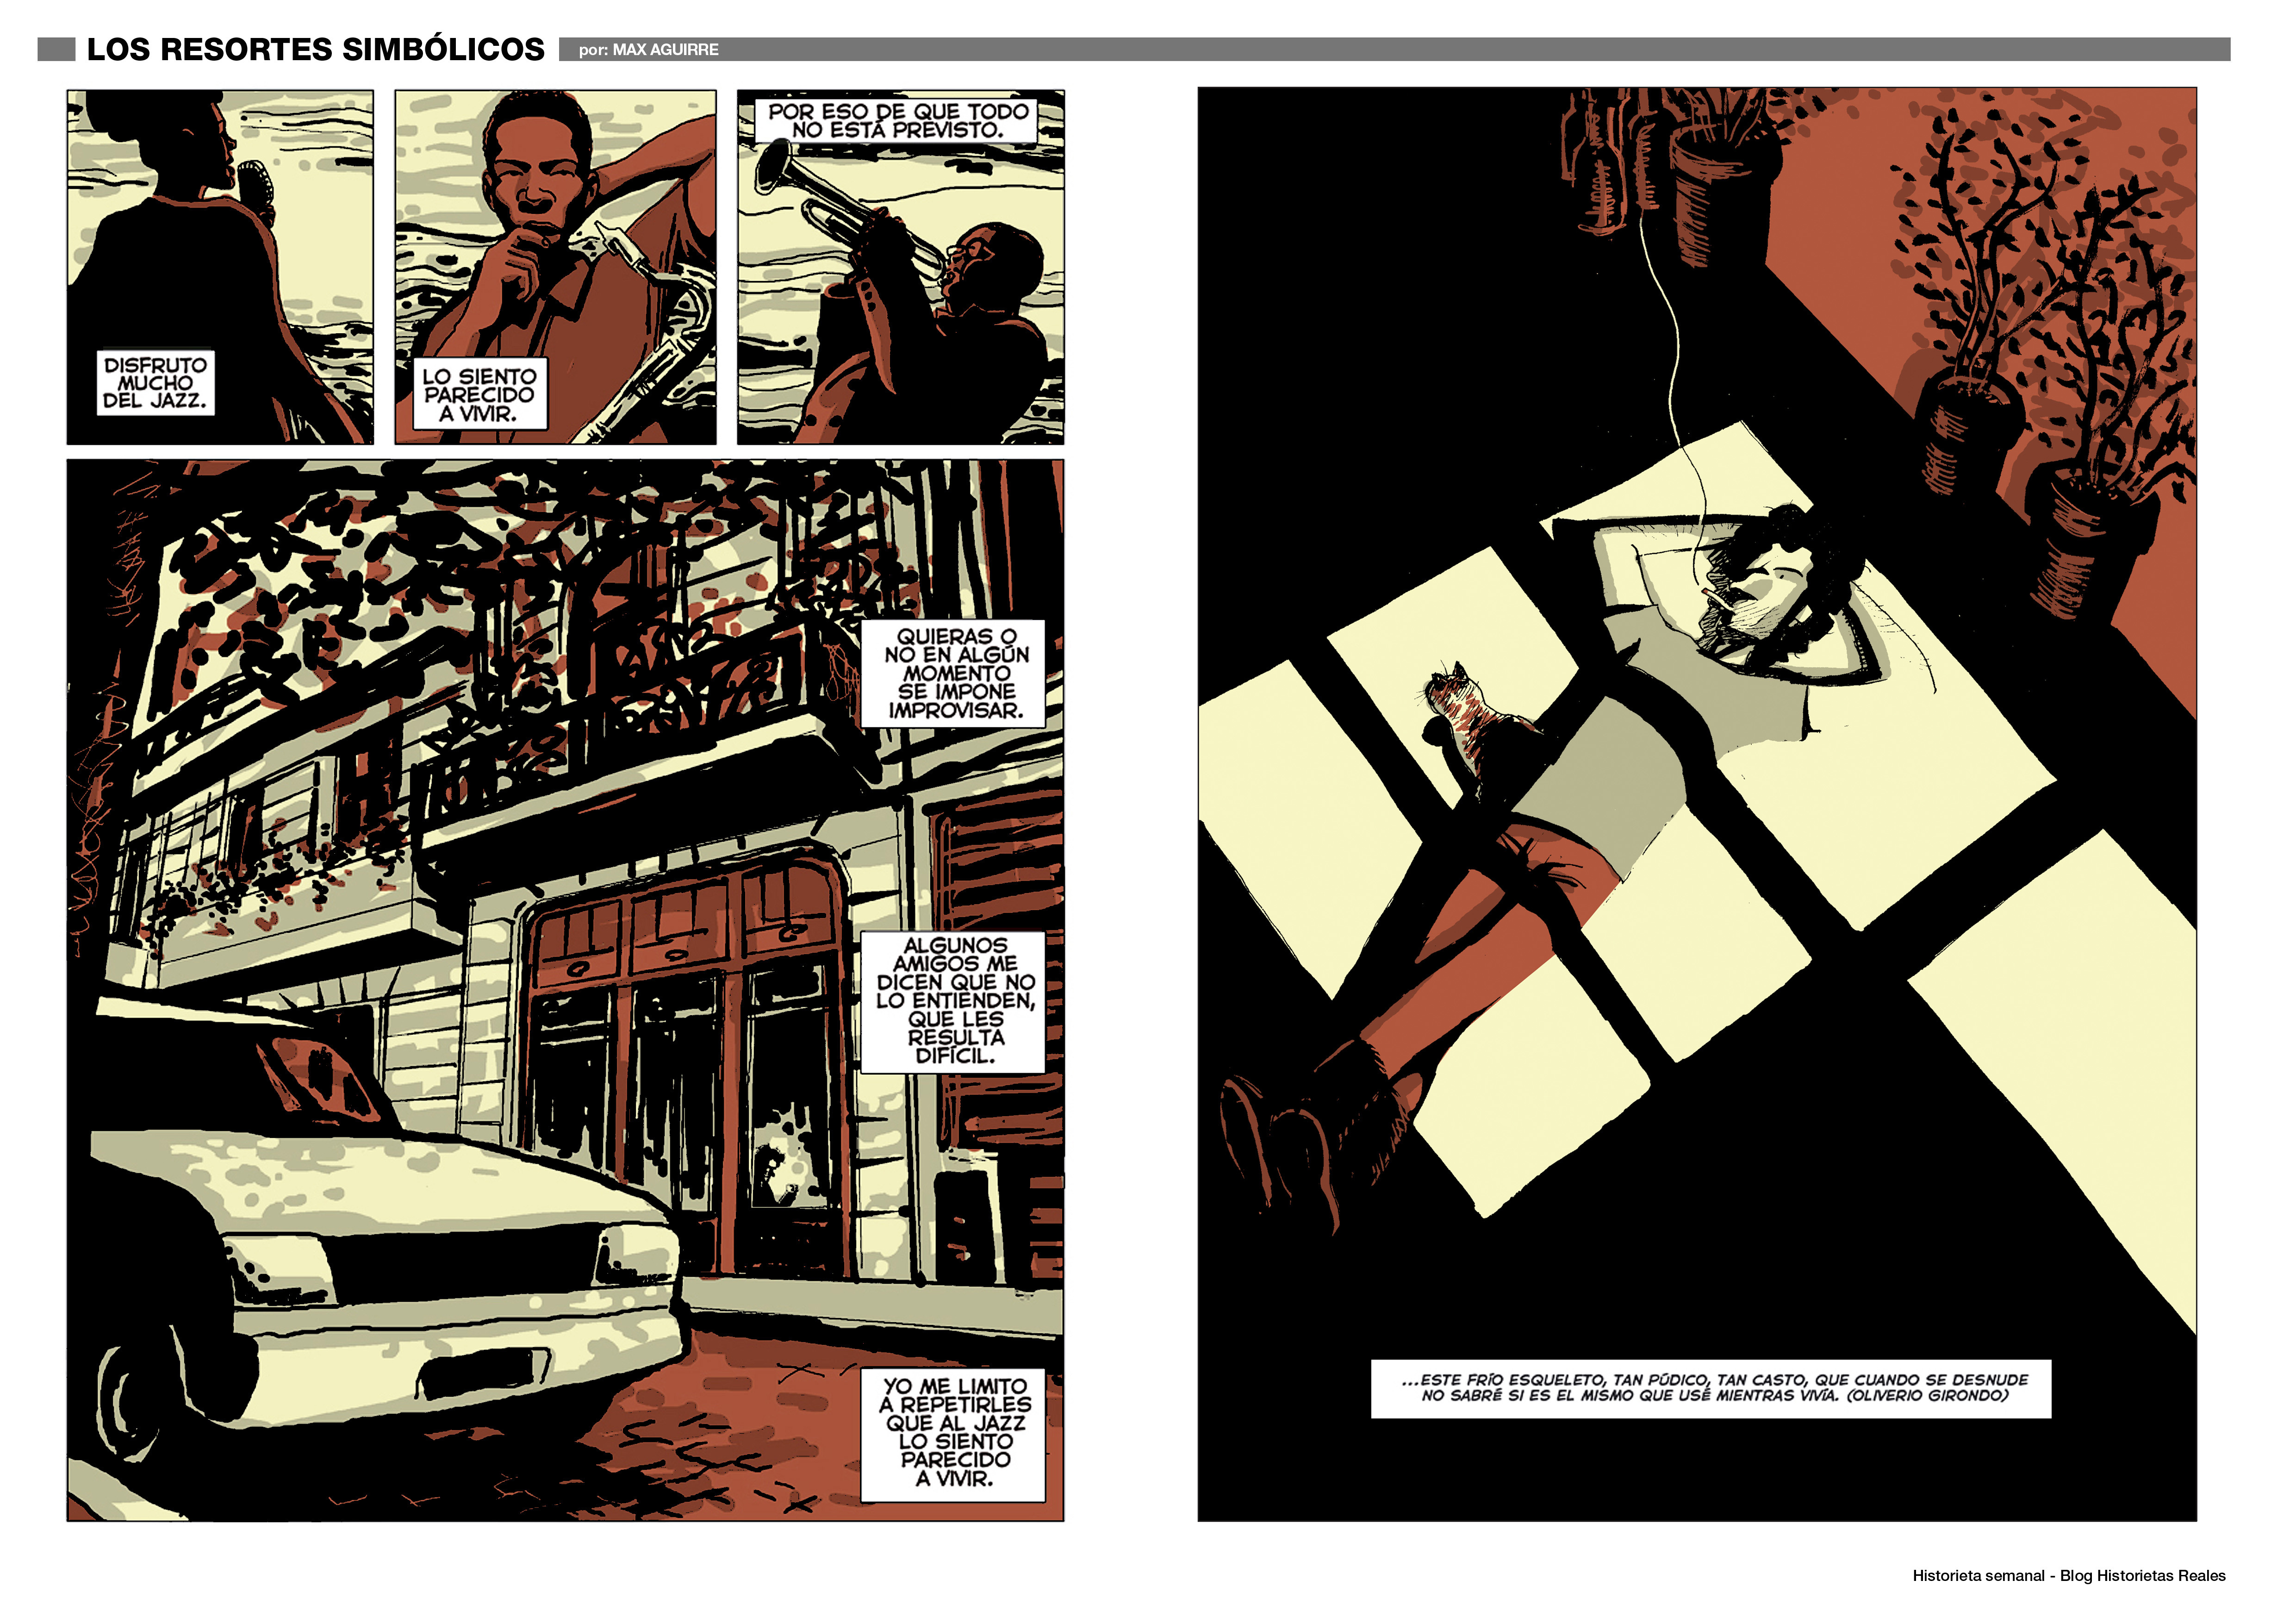 LOS RESORTES SIMBÓLICOS
por: MAX AGUIRRE
DISFRUTO
MUCHO
DEL JAZZ.
LO SIENTO
PARECIDO
A VIVIR.
POR ESO DE QUE TODO
NO ESTÁ PREVISTO.
QUIERAS O
NO EN ALGÚN
MOMENTO
SE IMPONE
IMPROVISAR.
ALGUNOS
AMIGOS ME
DICEN QUE NO
LO ENTIENDEN,
QUE LES
RESULTA
DIFÍCIL.
YO ME LIMITO
A REPETIRLES
QUE AL JAZZ
LO SIENTO
PARECIDO
A VIVIR.
...ESTE FRÍO ESQUELETO, TAN PÚDICO, TAN CASTO, QUE CUANDO SE DESNUDE
NO SABRÉ SI ES EL MISMO QUE USÉ MIENTRAS VIVÍA. (OLIVERIO GIRONDO)
Historieta semanal - Blog Historietas Reales